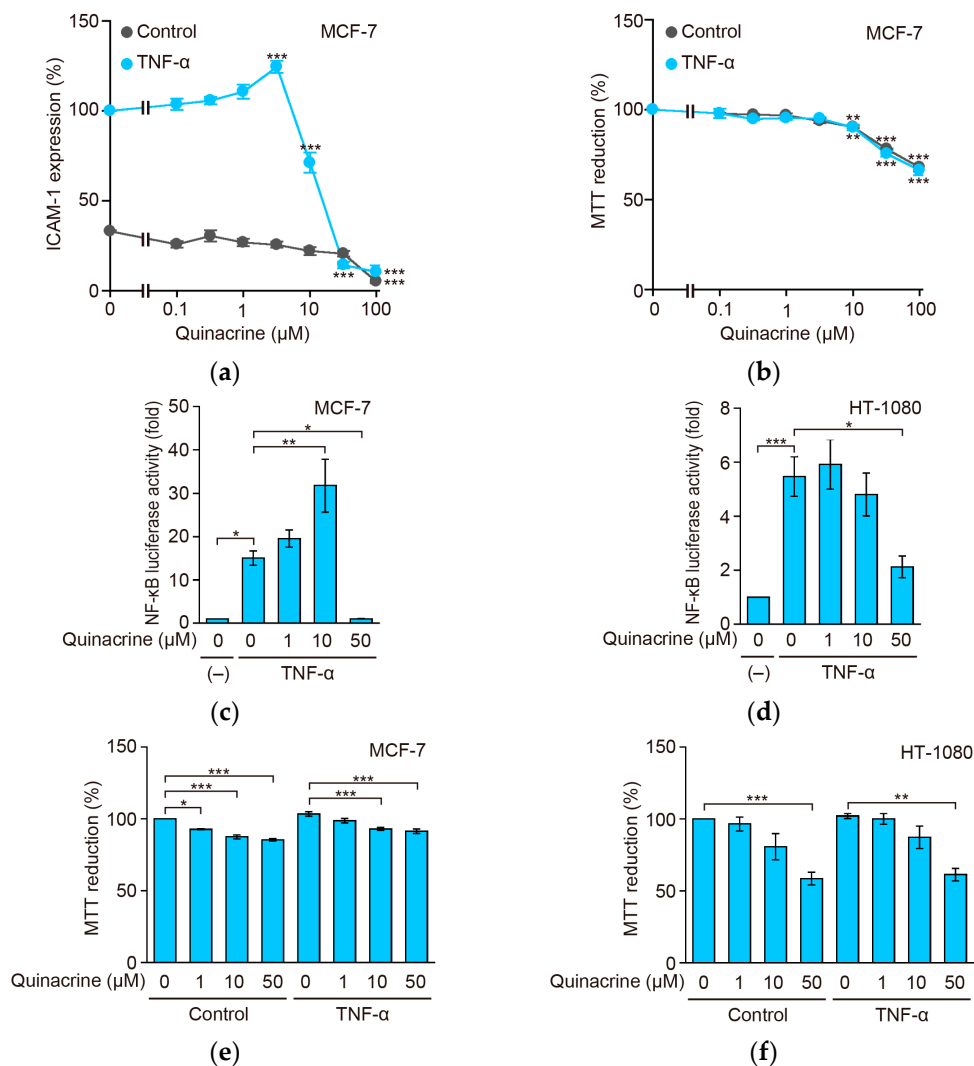 150
100
50
0
ICAM-1 expression (%)
Control
TNF-α
MCF-7
***
***
***
***
***
0
0.1
1
10
100
Quinacrine (μM)
(a)
150
100
50
0
MTT reduction (%)
Control
TNF-α
MCF-7
**
**
***
***
***
***
0
0.1
1
10
100
Quinacrine (μM)
(b)
50
40
30
20
10
0
NF-κB luciferase activity (fold)
MCF-7
*
**
*
Quinacrine (μM) 0 0 1 10 50
(–) TNF-α
(c)
8
6
4
2
0
NF-κB luciferase activity (fold)
HT-1080
***
*
Quinacrine (μM) 0 0 1 10 50
(–) TNF-α
(d)
150
100
50
0
MTT reduction (%)
MCF-7
***
***
*
***
***
Quinacrine (μM) 0 1 10 50 0 1 10 50
Control TNF-α
(e)
150
100
50
0
MTT reduction (%)
HT-1080
***
**
Quinacrine (μM) 0 1 10 50 0 1 10 50
Control TNF-α
(f)